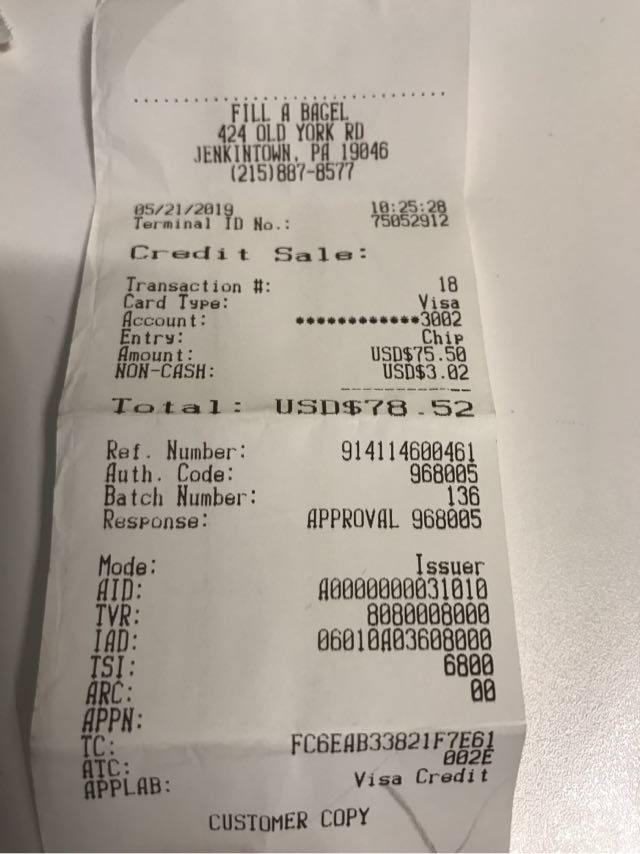 FILL A BAGEL
424 OLD YORK RD
JENKINTOWN, PA 19046
(215)887-8577
05/21/2019 10:25:28
Terminal ID No.: 75052912
Credit Sale:
Transaction #: 18
Card Type: Visa
Account: ************3002
Entry: Chip
Amount: USD$75.50
NON-CASH: USD$3.02
Total: USD$78.52
Ref. Number: 914114600461
Auth. Code: 968005
Batch Number: 136
Response: APPROVAL 968005
Mode: Issuer
AID: A0000000031010
TVR: 8080008000
IAD: 06010A03608000
TSI: 6800
ARC: 00
APPN:
TC: FC6EAB33821F7E61
ATC: 002E
APPLAB: Visa Credit
CUSTOMER COPY